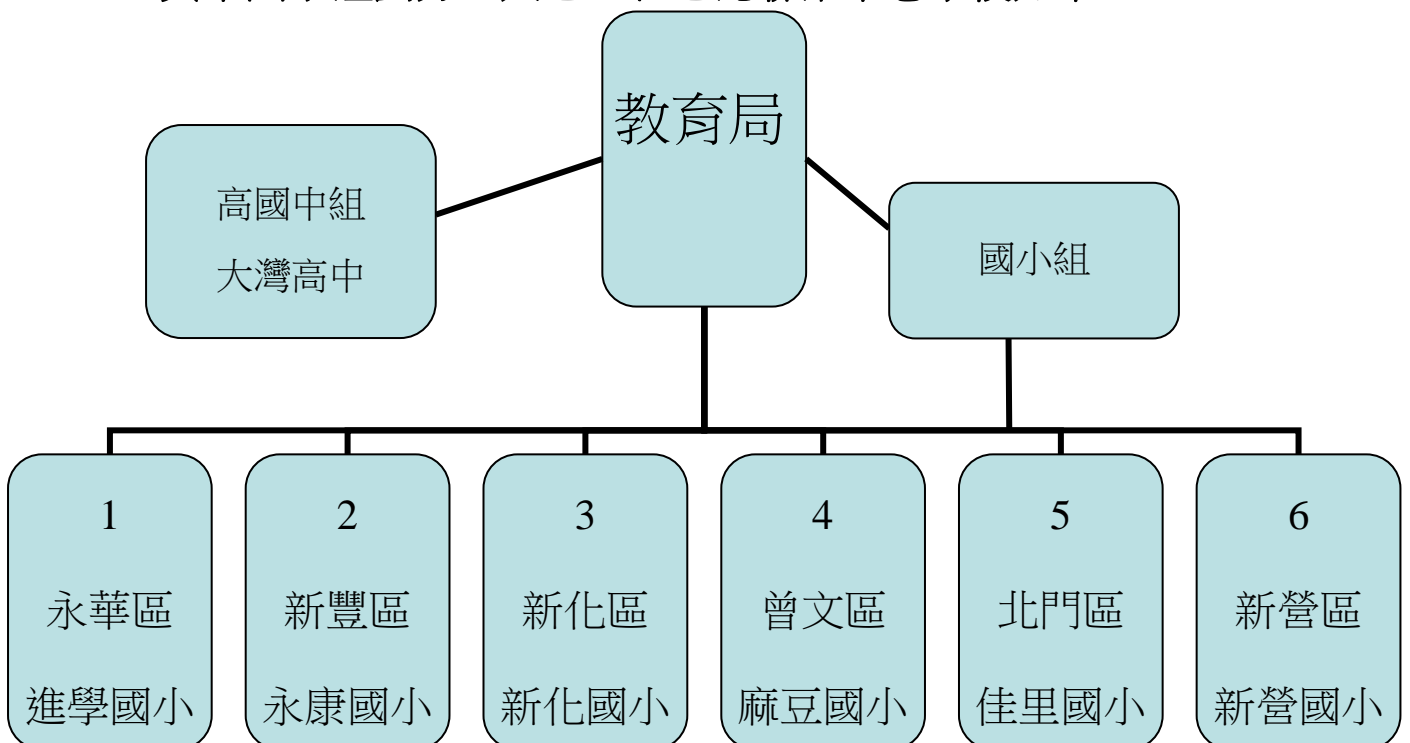 教育局
高國中組
大灣高中
國小組
1
永華區
進學國小
2
新豐區
永康國小
3
新化區
新化國小
4
曾文區
麻豆國小
5
北門區
佳里國小
6
新營區
新營國小